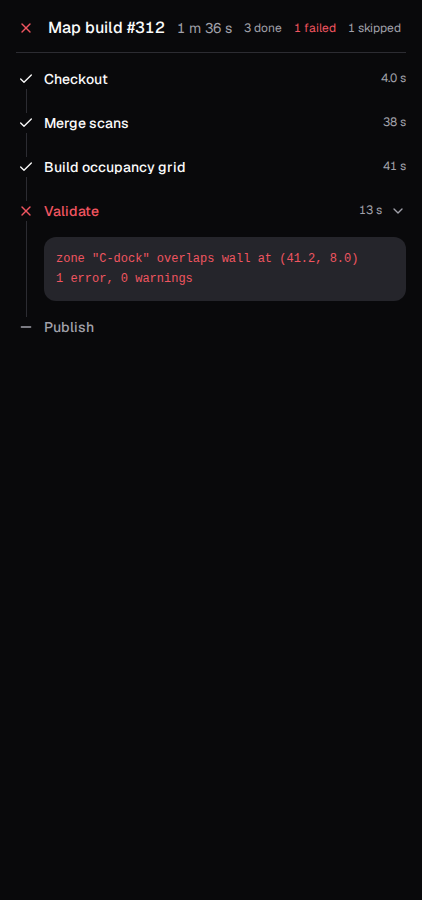 Map build #312 1 m 36 s 3 done 1 failed 1 skipped
Checkout 4.0 s
Merge scans 38 s
Build occupancy grid 41 s
Validate 13 s
zone "C-dock" overlaps wall at (41.2, 8.0)
1 error, 0 warnings
Publish